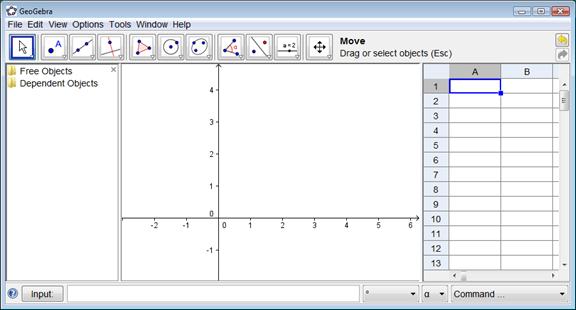 GeoGebra
File Edit View Options Tools Window Help
A
α
a = 2
Move
Drag or select objects (Esc)
Free Objects
Dependent Objects
4
3
2
1
0
-2 -1 0 1 2 3 4 5 6
-1
A B
1
2
3
4
5
6
7
8
9
10
11
12
13
Input:
° α Command ...